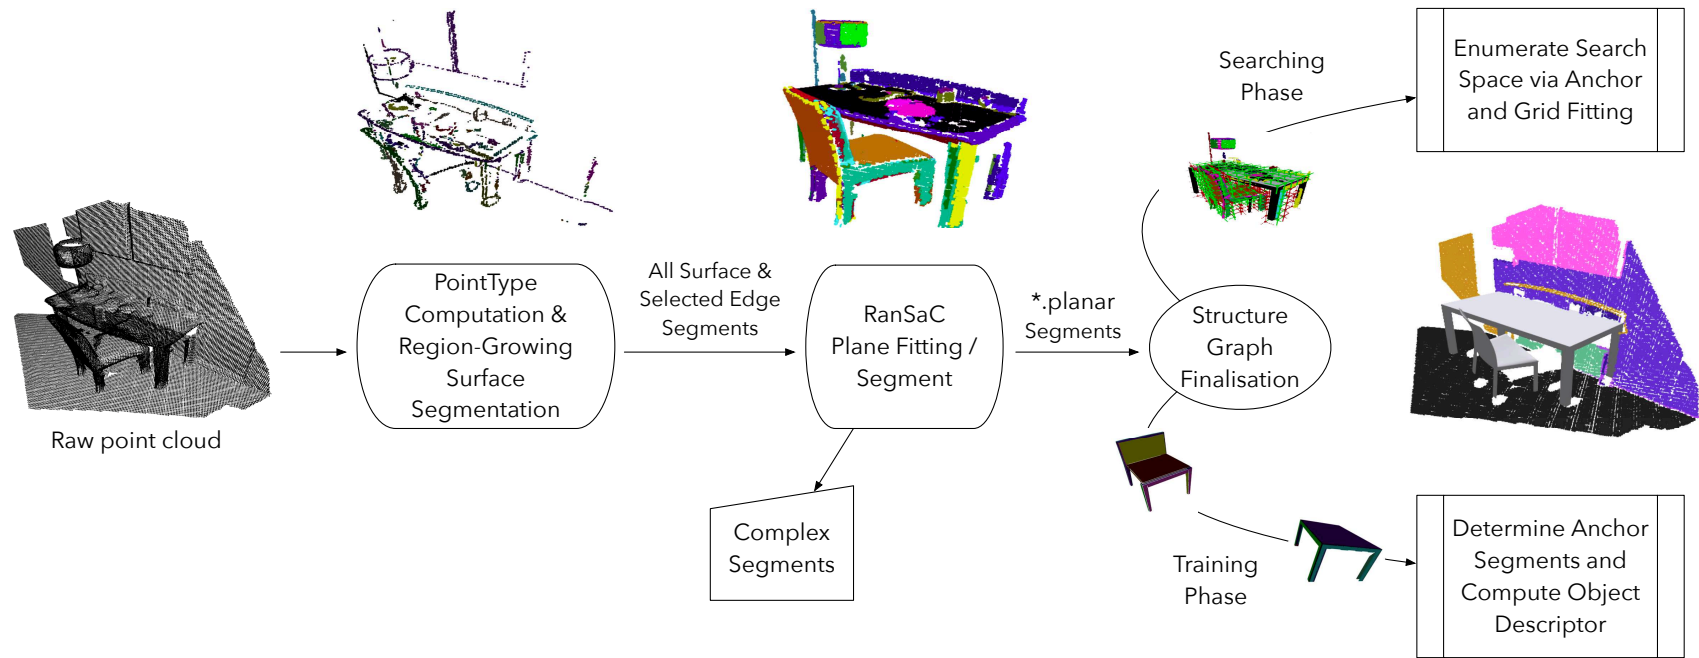 Raw point cloud
PointType
Computation &
Region-Growing
Surface
Segmentation
All Surface &
Selected Edge
Segments
RanSaC
Plane Fitting /
Segment
Complex
Segments
*.planar
Segments
Structure
Graph
Finalisation
Searching
Phase
Enumerate Search
Space via Anchor
and Grid Fitting
Training
Phase
Determine Anchor
Segments and
Compute Object
Descriptor